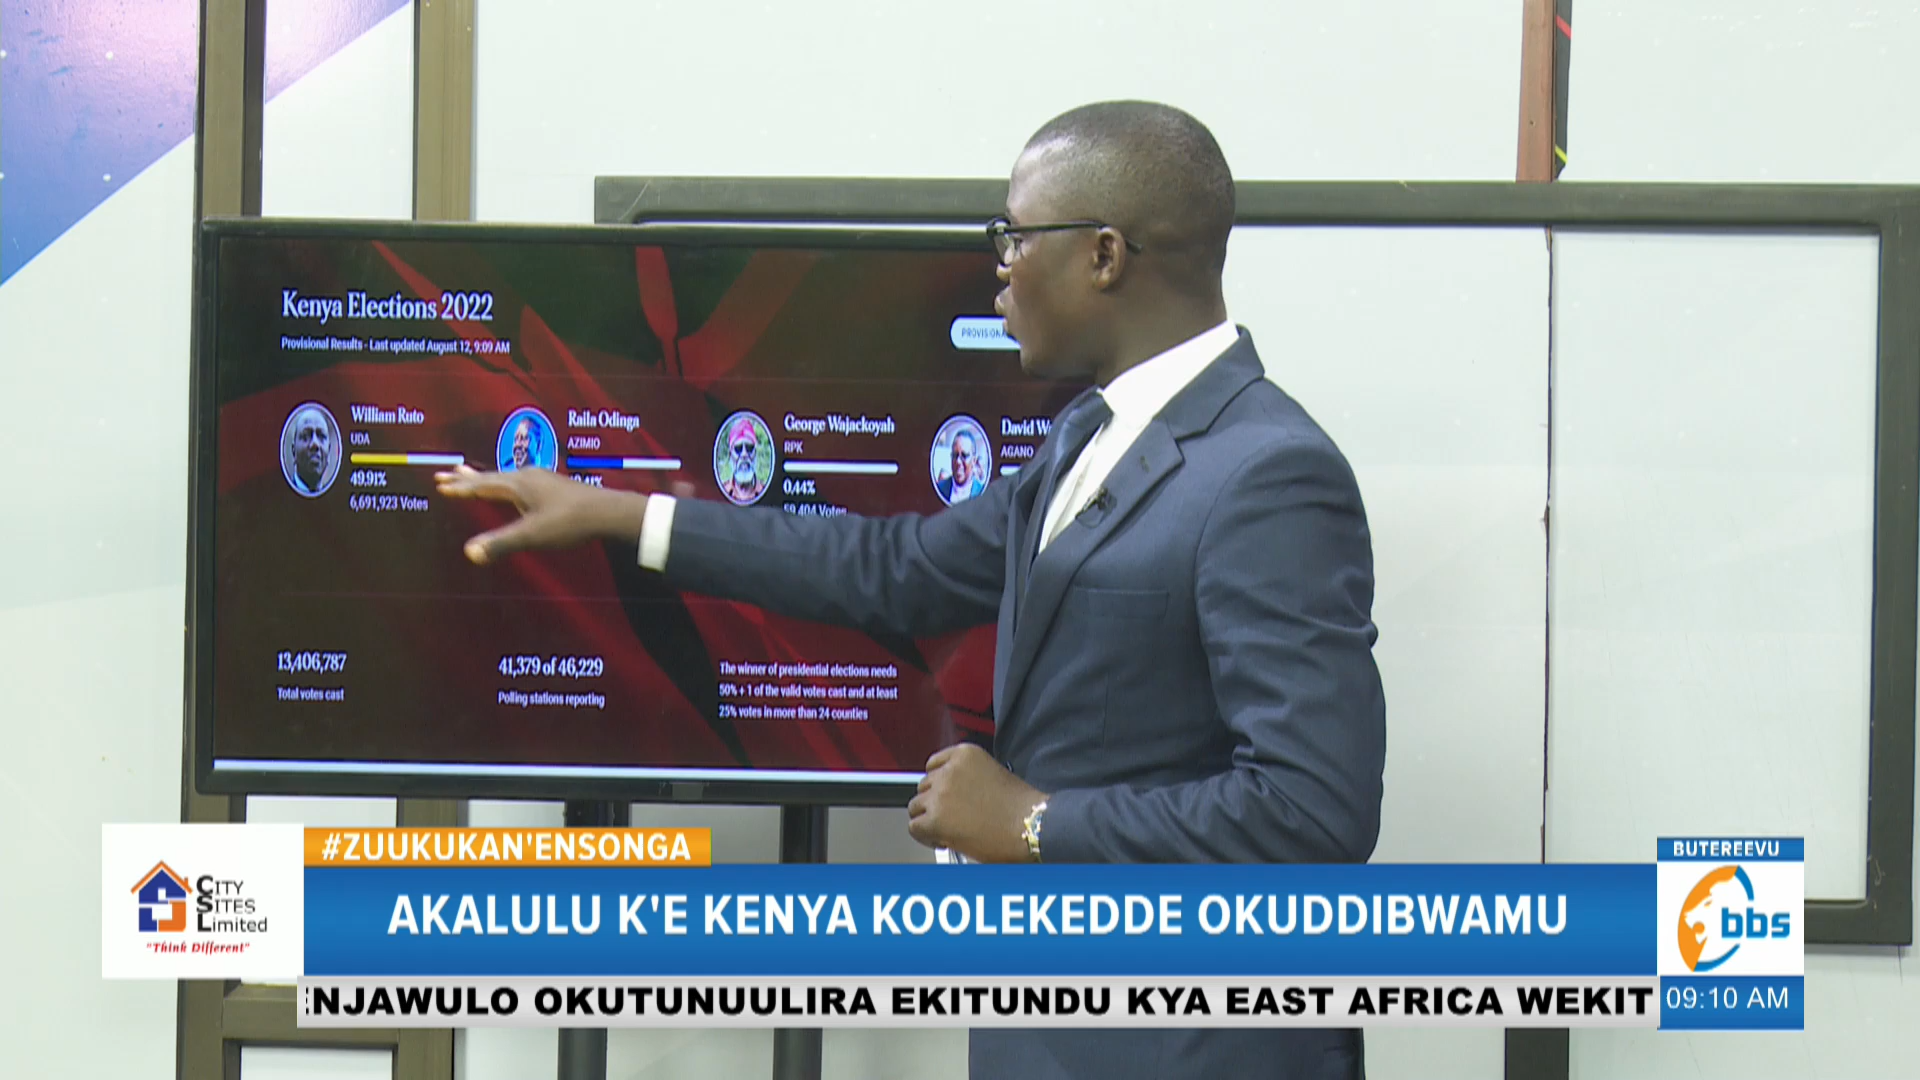 Kenya Elections 2022
Provisional Results - Last updated August 12, 9:09 AM
William Ruto
UDA
49.91%
6,691,923 Votes
Raila Odinga
AZIMIO
George Wajackoyah
RPK
0.44%
59,404 Votes
David
AGANO
13,406,787
Total votes cast
41,379 of 46,229
Polling stations reporting
The winner of presidential elections needs
50% + 1 of the valid votes cast and at least
25% votes in more than 24 counties
#ZUUKUKAN'ENSONGA
CITY
SITES
Limited
"Think Different"
AKALULU K'E KENYA KOOLEKEDDE OKUDDIBWAMU
BUTEREEVU
bbs
ENJAWULO OKUTUNUULIRA EKITUNDU KYA EAST AFRICA WEKIT
09:10 AM